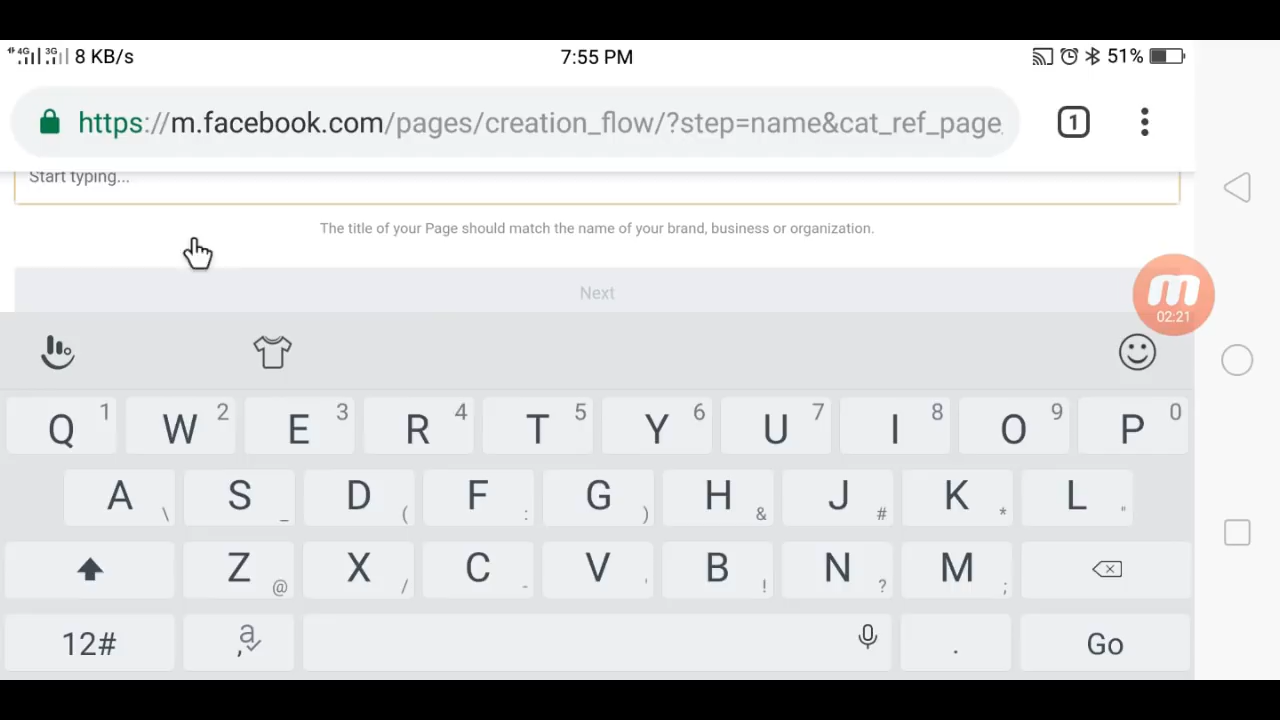 4G 3G 8 KB/s 7:55 PM 51%
https://m.facebook.com/pages/creation_flow/?step=name&cat_ref_page 1
Start typing...
The title of your Page should match the name of your brand, business or organization.
Next
m
02:21
Q 1 W 2 E 3 R 4 T 5 Y 6 U 7 I 8 O 9 P 0
A \ S _ D ( F : G ) H & J # K * L "
Z @ X / C - V ' B ! N ? M ;
12# , a . Go